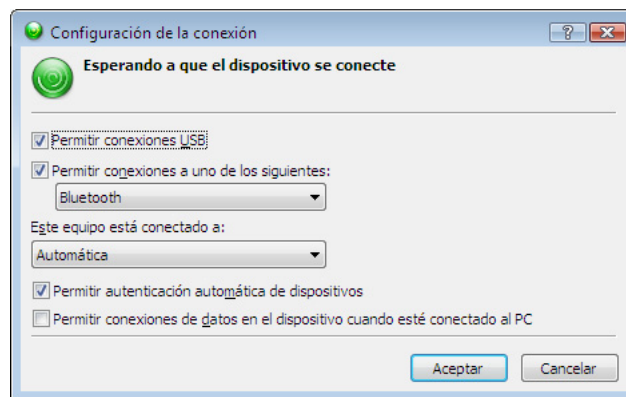 Configuración de la conexión
Esperando a que el dispositivo se conecte
Permitir conexiones USB
Permitir conexiones a uno de los siguientes:
Bluetooth
Este equipo está conectado a:
Automática
Permitir autenticación automática de dispositivos
Permitir conexiones de datos en el dispositivo cuando esté conectado al PC
Aceptar Cancelar